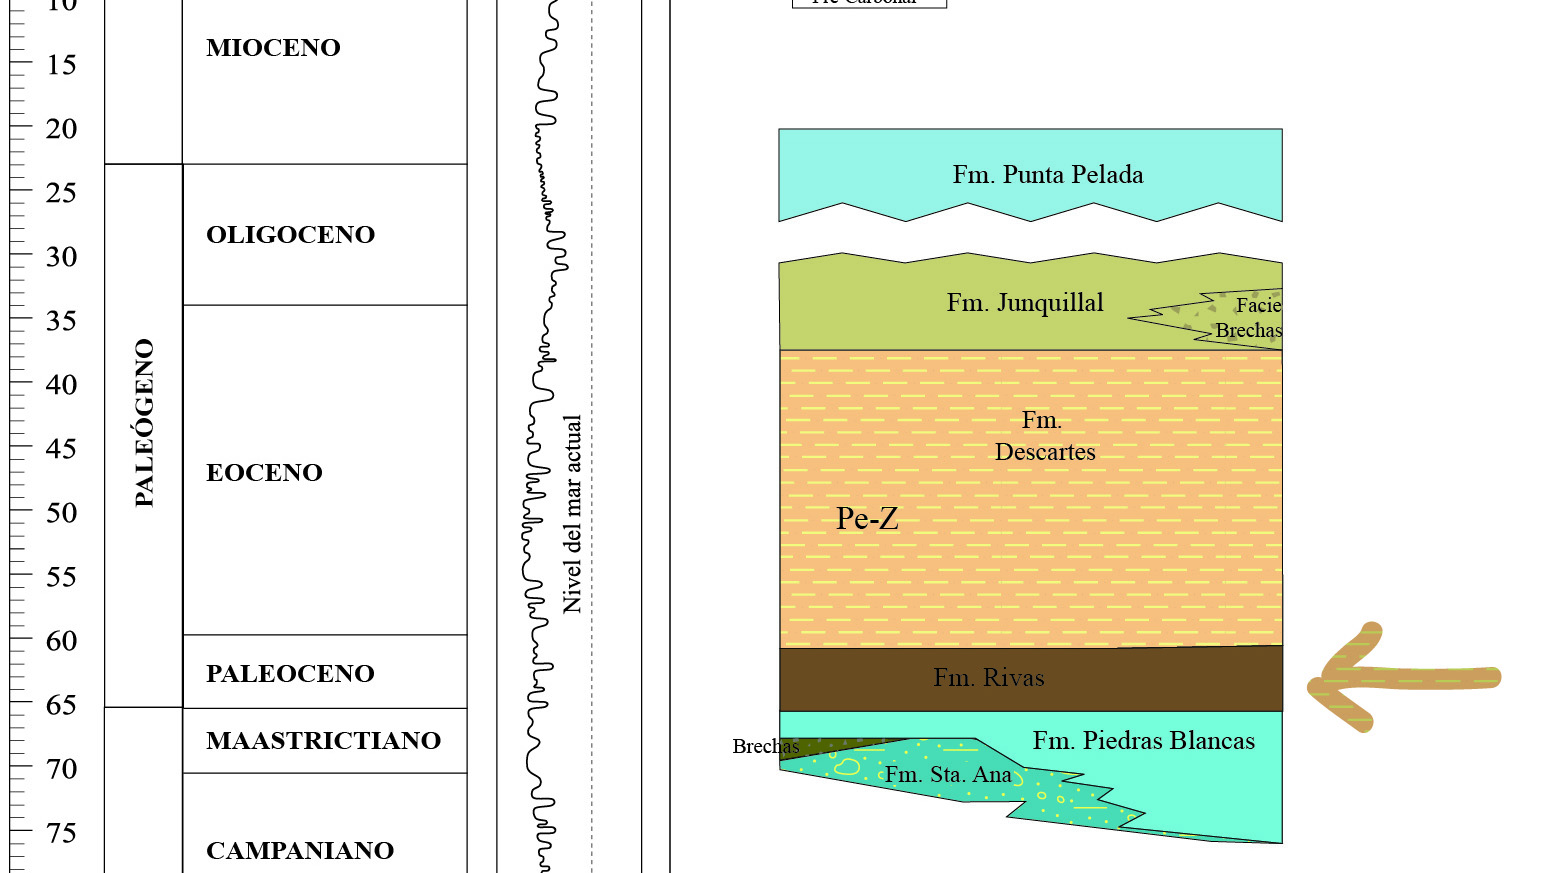 10
15
20
25
30
35
40
45
50
55
60
65
70
75
PALEÓGENO
MIOCENO
OLIGOCENO
EOCENO
PALEOCENO
MAASTRICTIANO
CAMPANIANO
Nivel del mar actual
Pre-Carbonal
Fm. Punta Pelada
Fm. Junquillal
Facie
Brechas
Fm.
Descartes
Pe-Z
Fm. Rivas
Fm. Piedras Blancas
Brechas
Fm. Sta. Ana